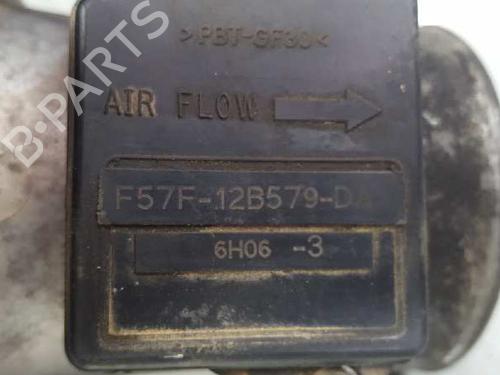 >PBT-GF30<
AIR FLOW
F57F-12B579-DA
6H06 -3
B-PARTS